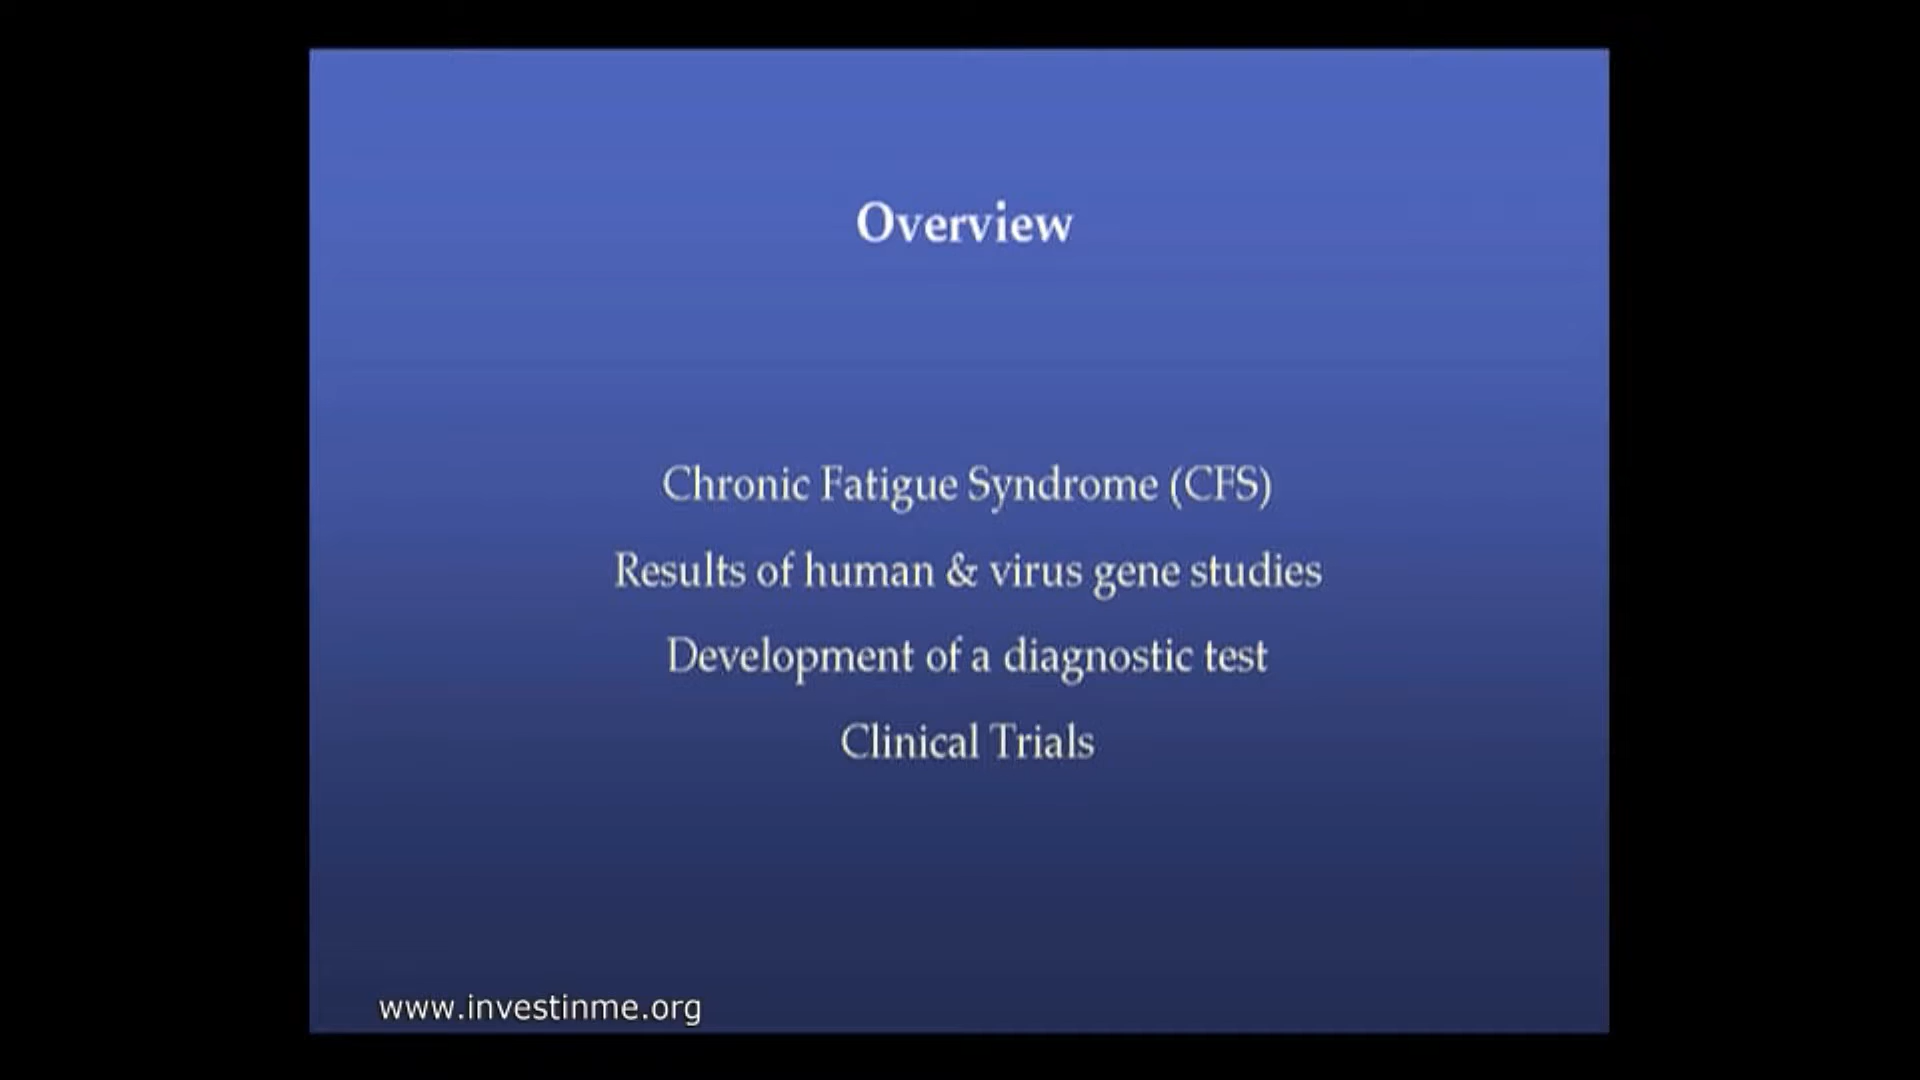 Overview
Chronic Fatigue Syndrome (CFS)
Results of human & virus gene studies
Development of a diagnostic test
Clinical Trials
www.investinme.org